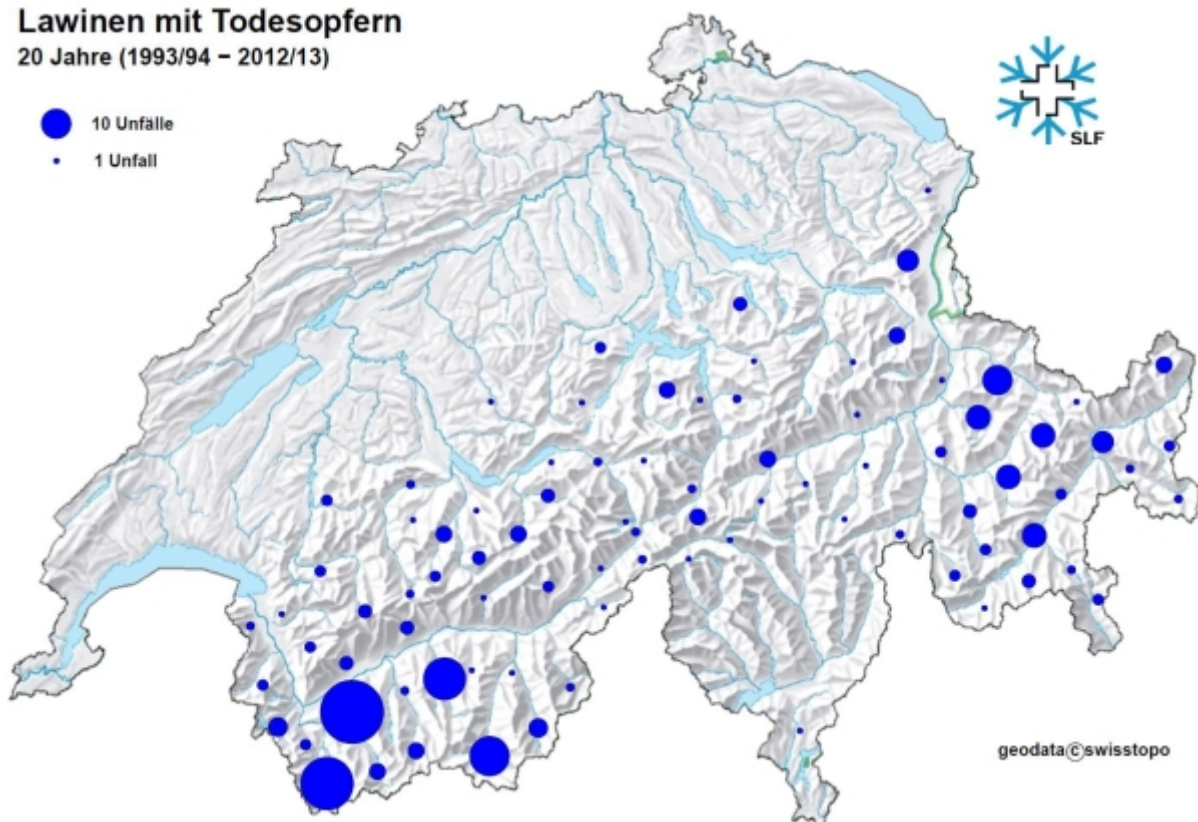 Lawinen mit Todesopfern
20 Jahre (1993/94 − 2012/13)
10 Unfälle
1 Unfall
SLF
geodata©swisstopo